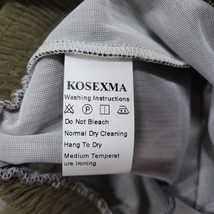 KOSEXMA
Washing Instructions
Do Not Bleach
Normal Dry Cleaning
Hang To Dry
Medium Temperat
ure Ironing